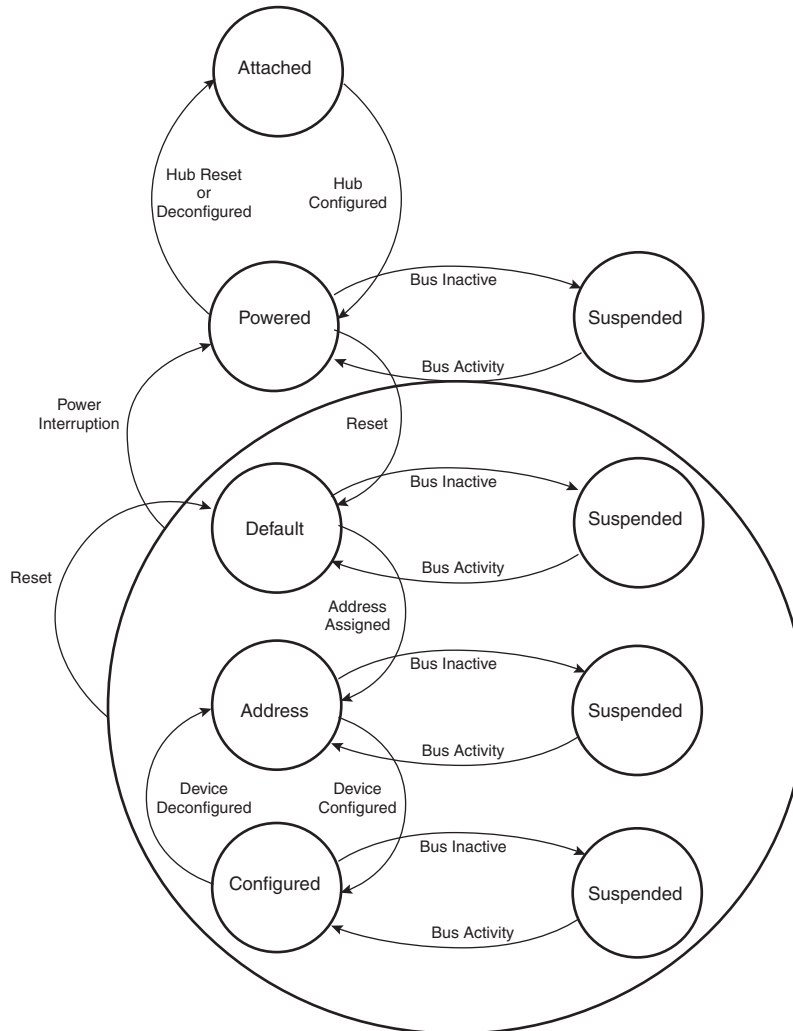 Attached
Hub Reset
or
Deconfigured
Hub
Configured
Powered
Bus Inactive
Suspended
Bus Activity
Power
Interruption
Reset
Default
Bus Inactive
Suspended
Bus Activity
Reset
Address
Assigned
Address
Bus Inactive
Suspended
Bus Activity
Device
Deconfigured
Device
Configured
Configured
Bus Inactive
Suspended
Bus Activity